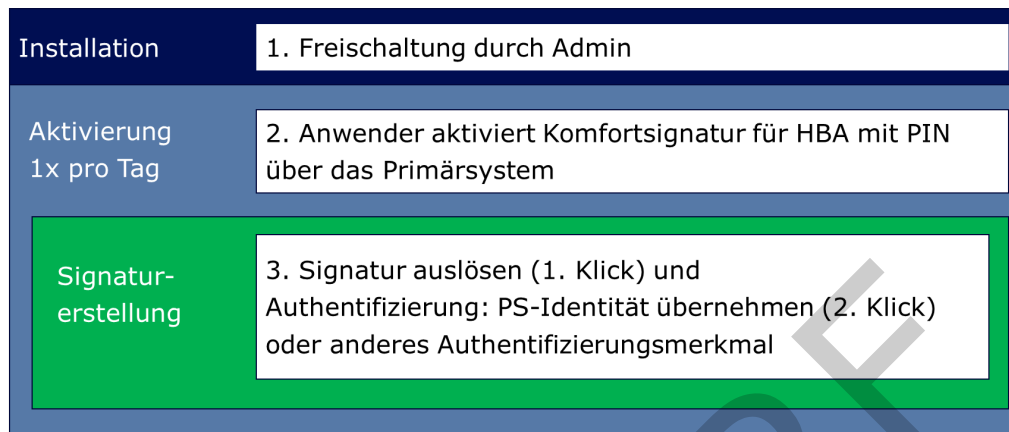 Installation
1. Freischaltung durch Admin
Aktivierung
1x pro Tag
2. Anwender aktiviert Komfortsignatur für HBA mit PIN
über das Primärsystem
Signatur-
erstellung
3. Signatur auslösen (1. Klick) und
Authentifizierung: PS-Identität übernehmen (2. Klick)
oder anderes Authentifizierungsmerkmal